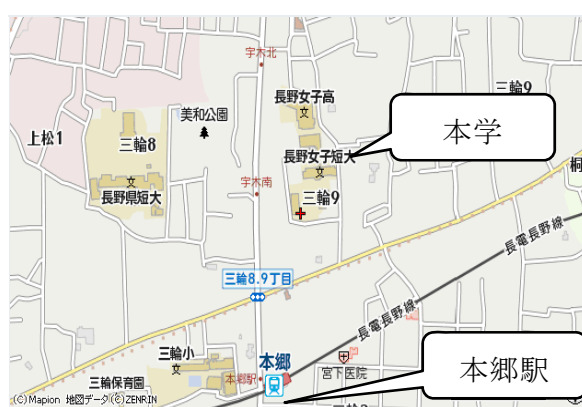 宇木北
長野女子高
三輪9
美和公園
本学
上松1
三輪8
長野女子短大
桐
宇木南
長野県短大
三輪9
長電長野線
三輪8.9丁目
長電長野線
三輪小
本郷
宮下医院
本郷駅
本郷駅
三輪保育園
(C)Mapion 地図データ(C)ZENRIN